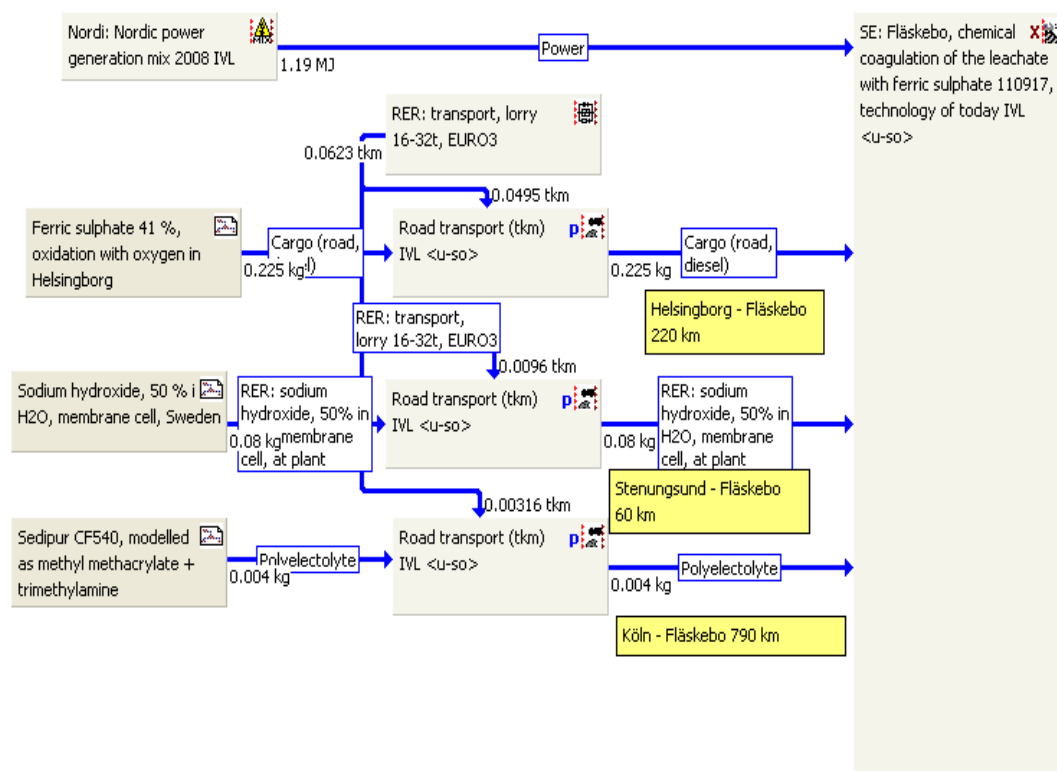 Nordi: Nordic power
generation mix 2008 IVL
MIX
1.19 MJ
Power
SE: Fläskebo, chemical
coagulation of the leachate
with ferric sulphate 110917,
technology of today IVL
<u-so>
RER: transport, lorry
16-32t, EURO3
0.0623 tkm
0.0495 tkm
Ferric sulphate 41 %,
oxidation with oxygen in
Helsingborg
Cargo (road,
0.225 kg
Road transport (tkm)
IVL <u-so>
p
0.225 kg
Cargo (road,
diesel)
Helsingborg - Fläskebo
220 km
RER: transport,
lorry 16-32t, EURO3
0.0096 tkm
Sodium hydroxide, 50 % i
H2O, membrane cell, Sweden
0.08 kg
RER: sodium
hydroxide, 50% in
membrane
cell, at plant
Road transport (tkm)
IVL <u-so>
p
0.08 kg
RER: sodium
hydroxide, 50% in
H2O, membrane
cell, at plant
Stenungsund - Fläskebo
60 km
0.00316 tkm
Sedipur CF540, modelled
as methyl methacrylate +
trimethylamine
Polyelectolyte
0.004 kg
Road transport (tkm)
IVL <u-so>
p
0.004 kg
Polyelectolyte
Köln - Fläskebo 790 km